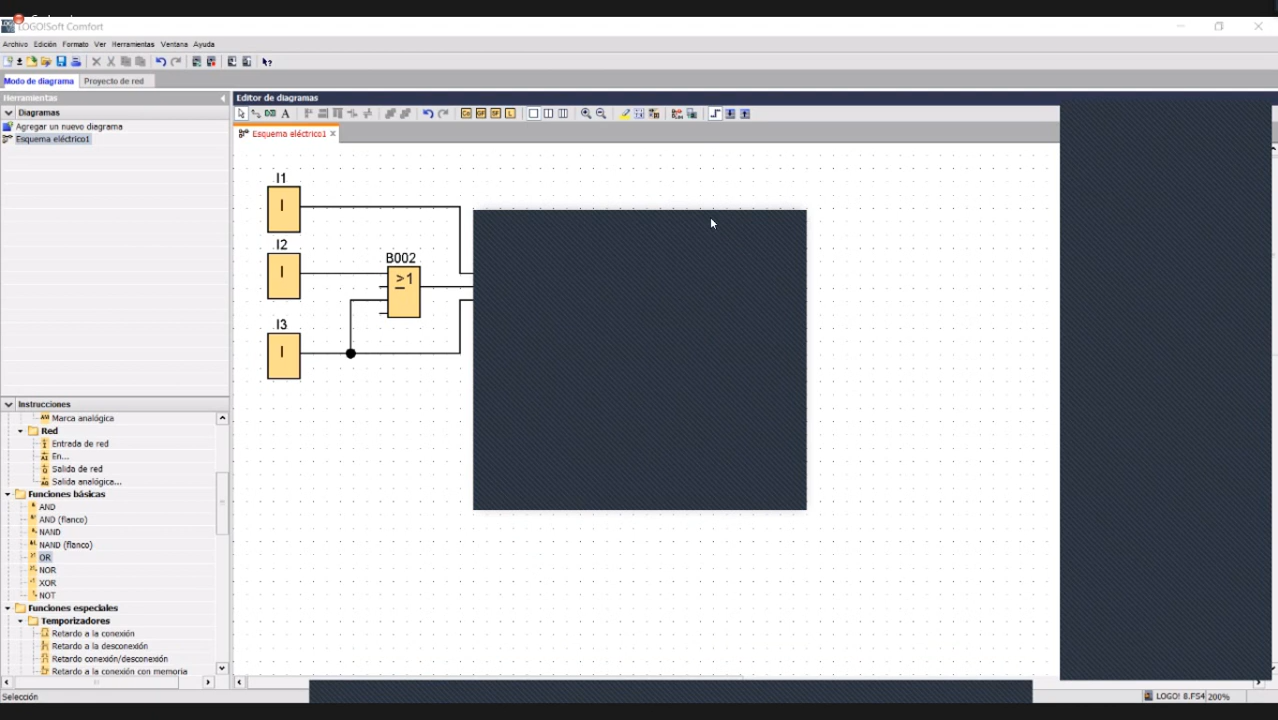 LOGO!Soft Comfort
Archivo Edición Formato Ver Herramientas Ventana Ayuda
Modo de diagrama Proyecto de red
Herramientas
Diagramas
Agregar un nuevo diagrama
Esquema eléctrico1
Editor de diagramas
Esquema eléctrico1
I1
I
I2
I
B002
≥1
I3
I
Instrucciones
Marca analógica
Red
Entrada de red
En...
Salida de red
Salida analógica...
Funciones básicas
AND
AND (flanco)
NAND
NAND (flanco)
OR
NOR
XOR
NOT
Funciones especiales
Temporizadores
Retardo a la conexión
Retardo a la desconexión
Retardo conexión/desconexión
Retardo a la conexión con memoria
Selección
LOGO! 8.FS4 200%